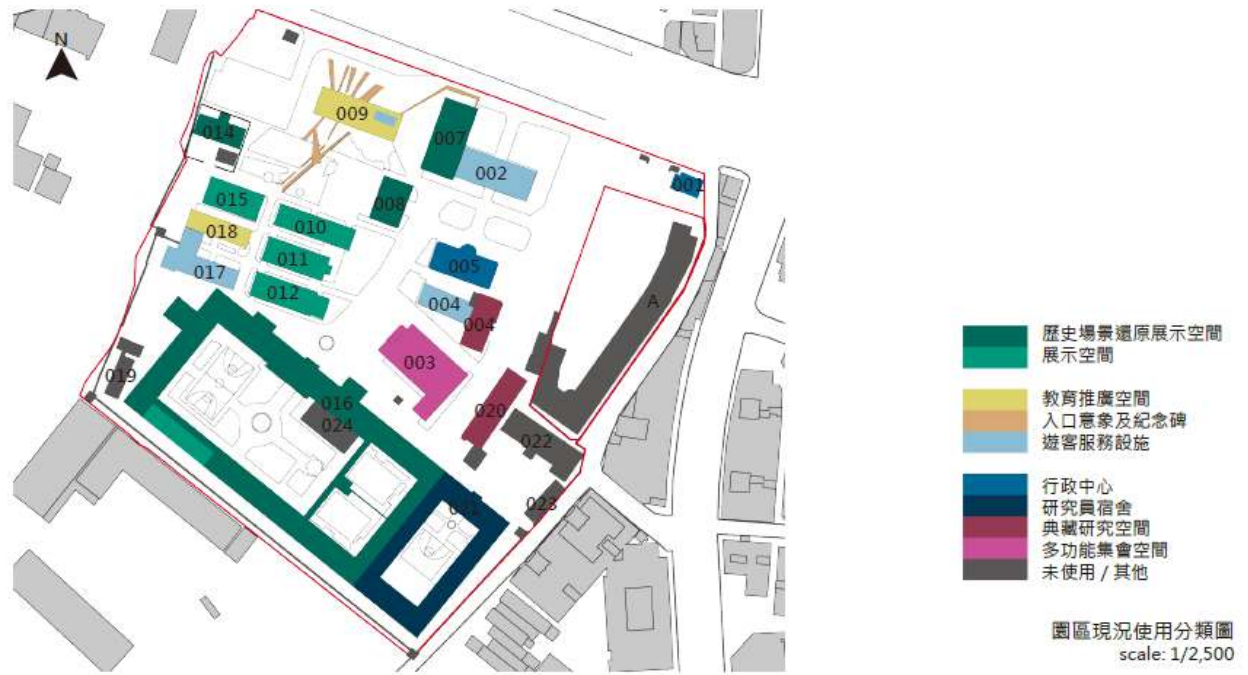 N
009
014
007
002
001
015
008
018
010
011
005
017
012
004
004
A
003
019
016
020
024
022
021
023
歷史場景還原展示空間
展示空間
教育推廣空間
入口意象及紀念碑
遊客服務設施
行政中心
研究員宿舍
典藏研究空間
多功能集會空間
未使用 / 其他
園區現況使用分類圖
scale: 1/2,500